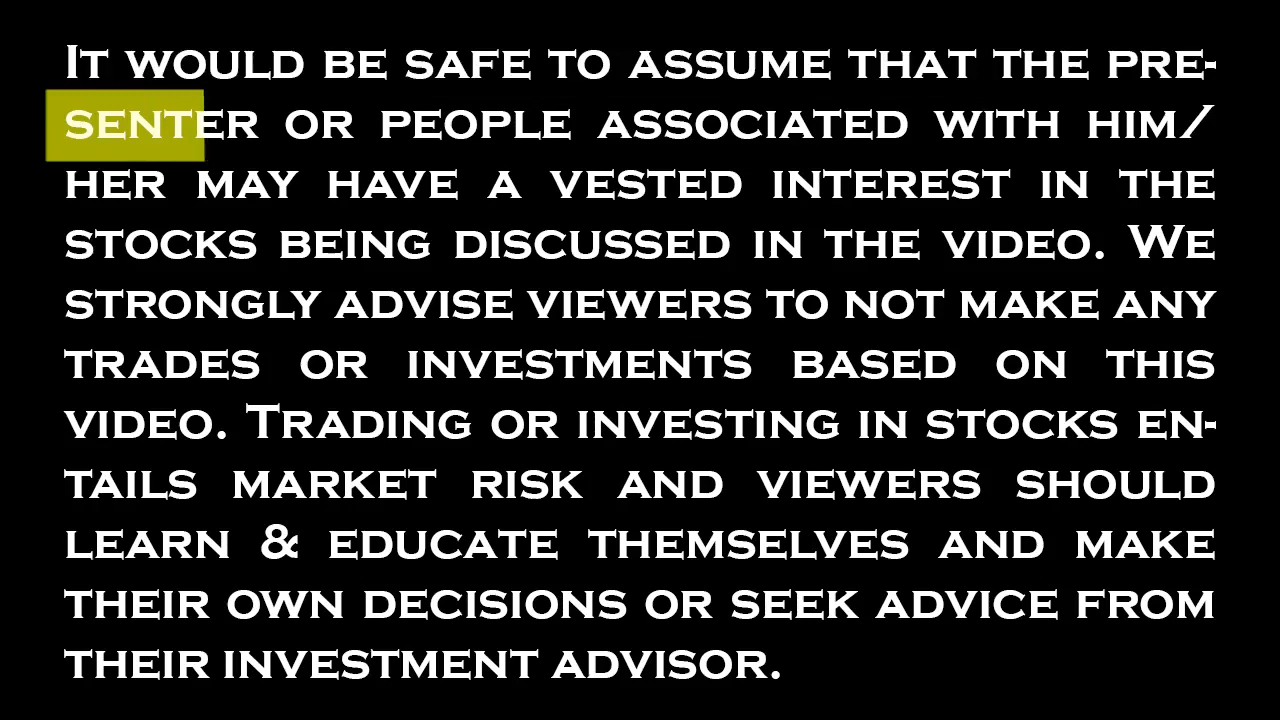 It would be safe to assume that the pre-
senter or people associated with him/
her may have a vested interest in the
stocks being discussed in the video. We
strongly advise viewers to not make any
trades or investments based on this
video. Trading or investing in stocks en-
tails market risk and viewers should
learn & educate themselves and make
their own decisions or seek advice from
their investment advisor.